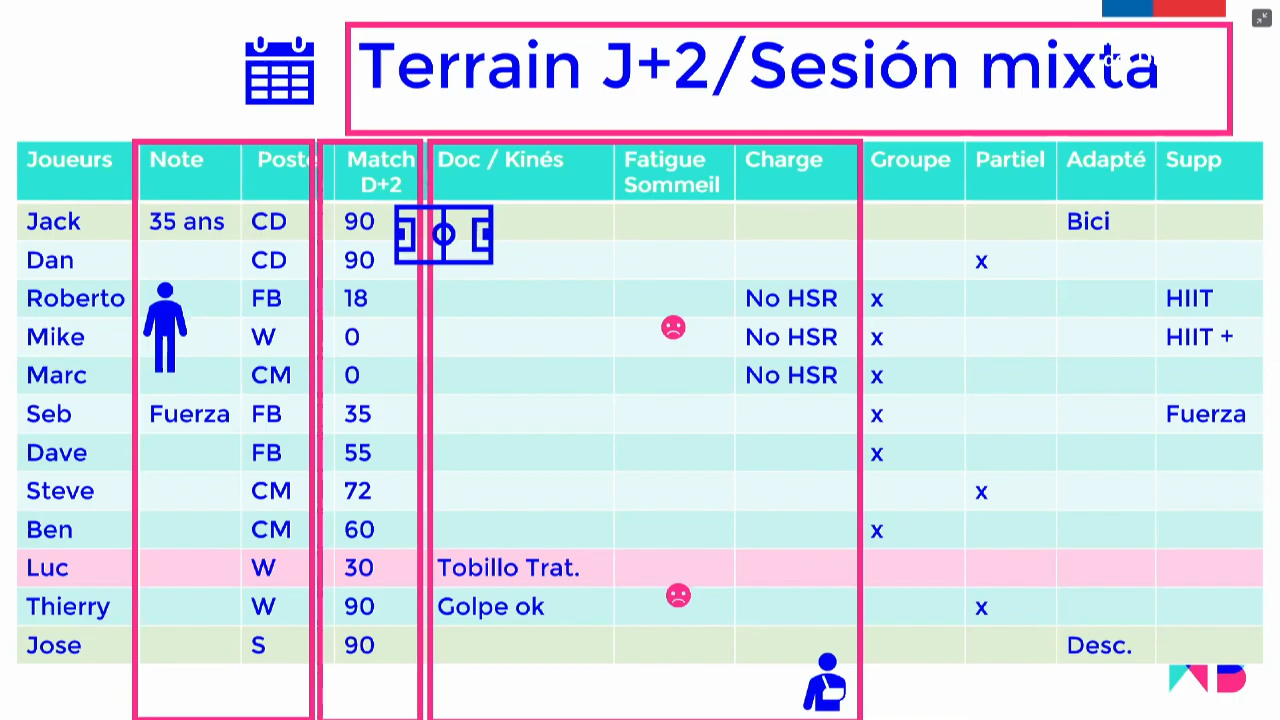 Terrain J+2/Sesión mixta
Joueurs Note Poste Match D+2 Doc / Kinés Fatigue Sommeil Charge Groupe Partiel Adapté Supp
Jack 35 ans CD 90 Bici
Dan CD 90 x
Roberto FB 18 No HSR x HIIT
Mike W 0 No HSR x HIIT +
Marc CM 0 No HSR x
Seb Fuerza FB 35 x Fuerza
Dave FB 55 x
Steve CM 72 x
Ben CM 60 x
Luc W 30 Tobillo Trat.
Thierry W 90 Golpe ok x
Jose S 90 Desc.